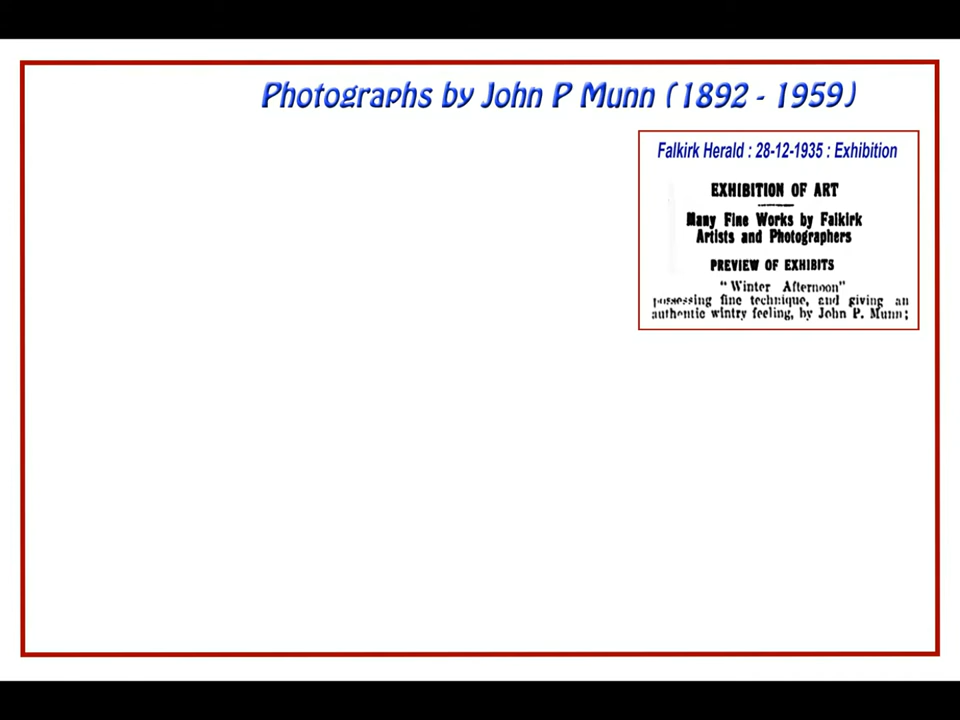 Photographs by John P Munn (1892 - 1959)
Falkirk Herald : 28-12-1935 : Exhibition
EXHIBITION OF ART
Many Fine Works by Falkirk
Artists and Photographers
PREVIEW OF EXHIBITS
"Winter Afternoon"
possessing fine technique, and giving an
authentic wintry feeling, by John P. Munn;